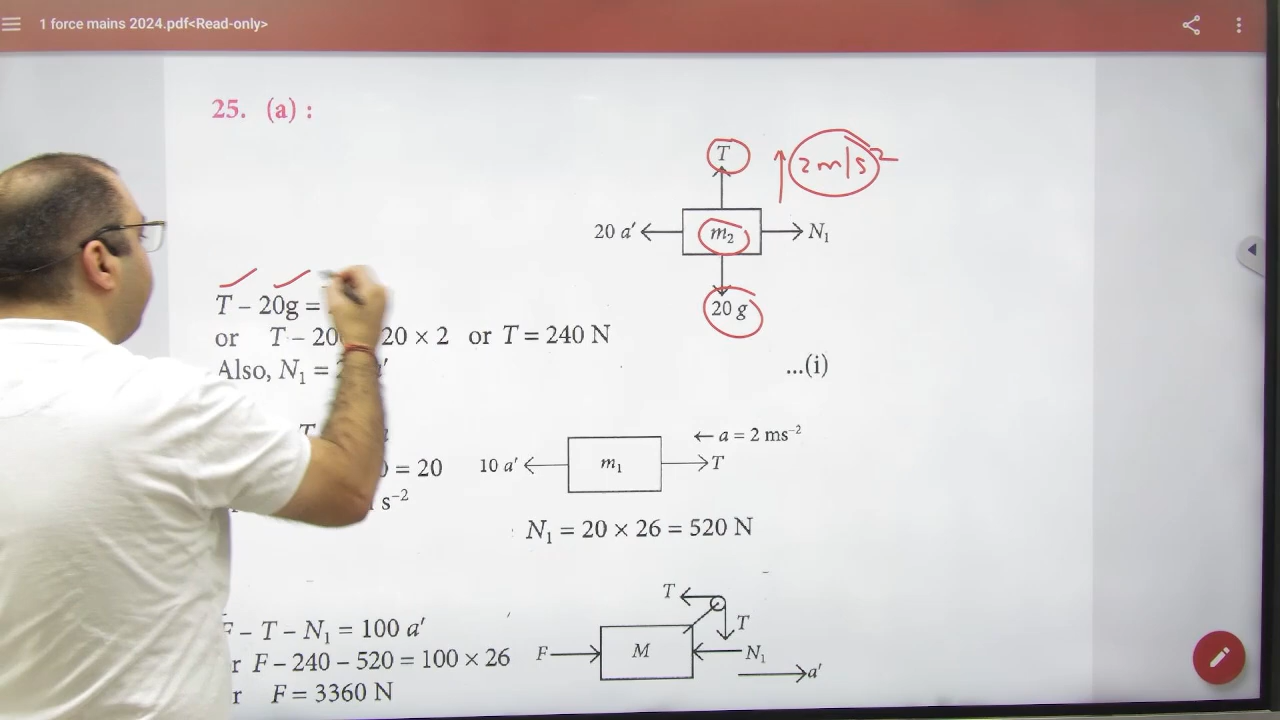 1 force mains 2024.pdf<Read-only>
25. (a) :
T
2 m/s²
20 a′
m₂
N₁
20 g
T – 20g =
or T – 20 20 × 2 or T = 240 N
Also, N₁ = ...(i)
T
← a = 2 ms⁻²
= 20
10 a′
m₁
T
s⁻²
N₁ = 20 × 26 = 520 N
T
T
F – T – N₁ = 100 a′
r F – 240 – 520 = 100 × 26
F
M
N₁
a′
r F = 3360 N